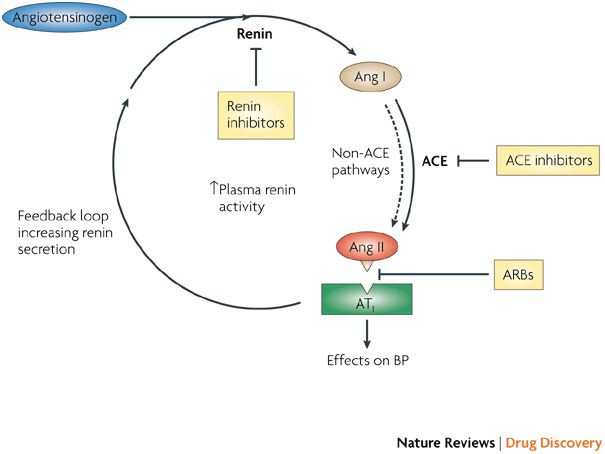 Angiotensinogen
Renin
Ang I
Renin
inhibitors
Non-ACE
pathways
ACE
ACE inhibitors
↑Plasma renin
activity
Feedback loop
increasing renin
secretion
Ang II
ARBs
AT₁
Effects on BP
Nature Reviews | Drug Discovery